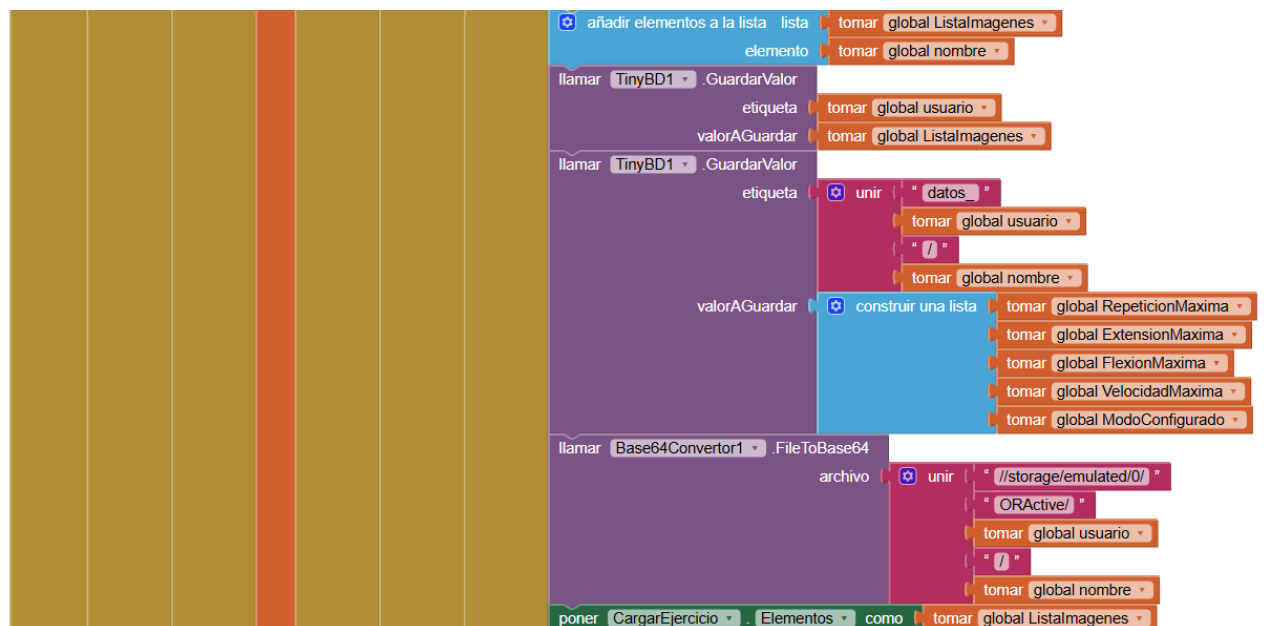 añadir elementos a la lista lista tomar global ListaImagenes
elemento tomar global nombre
llamar TinyBD1 .GuardarValor
etiqueta tomar global usuario
valorAGuardar tomar global ListaImagenes
llamar TinyBD1 .GuardarValor
etiqueta unir " datos_ "
tomar global usuario
" / "
tomar global nombre
valorAGuardar construir una lista tomar global RepeticionMaxima
tomar global ExtensionMaxima
tomar global FlexionMaxima
tomar global VelocidadMaxima
tomar global ModoConfigurado
llamar Base64Convertor1 .FileToBase64
archivo unir " //storage/emulated/0/ "
" ORActive/ "
tomar global usuario
" / "
tomar global nombre
poner CargarEjercicio . Elementos como tomar global ListaImagenes